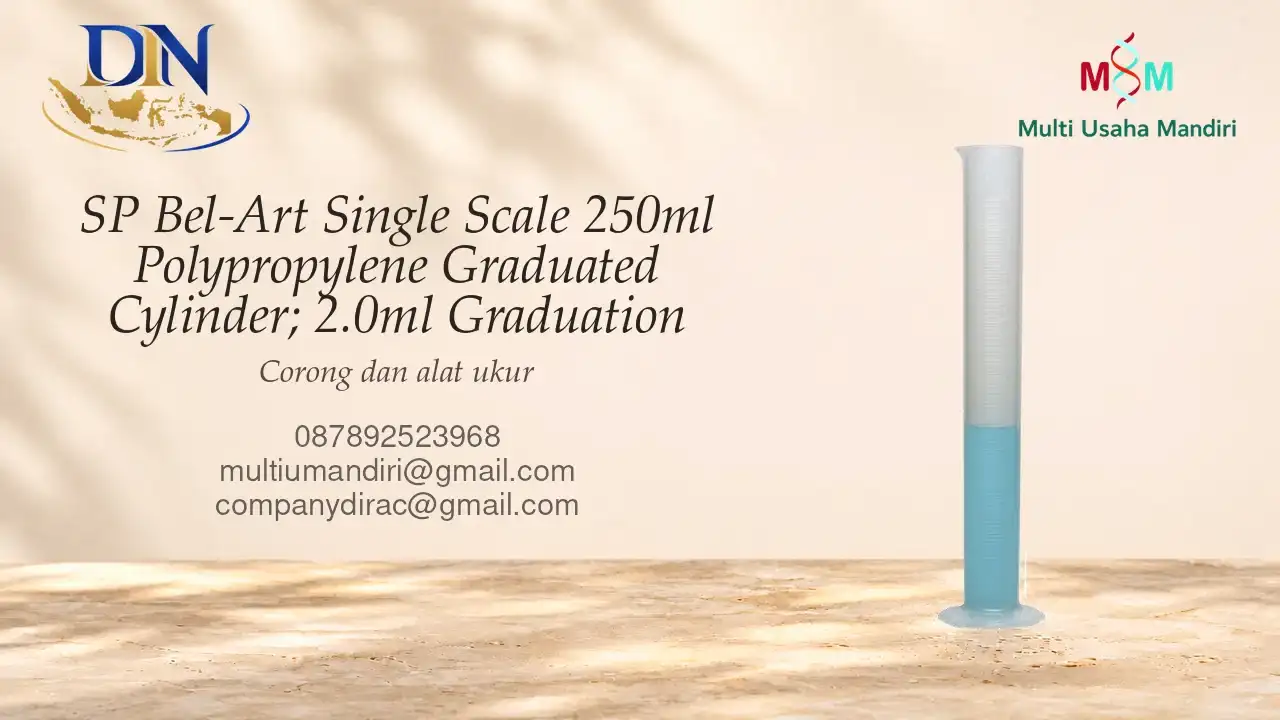 DN
M M
Multi Usaha Mandiri
SP Bel-Art Single Scale 250ml
Polypropylene Graduated
Cylinder; 2.0ml Graduation
Corong dan alat ukur
087892523968
multiumandiri@gmail.com
companydirac@gmail.com